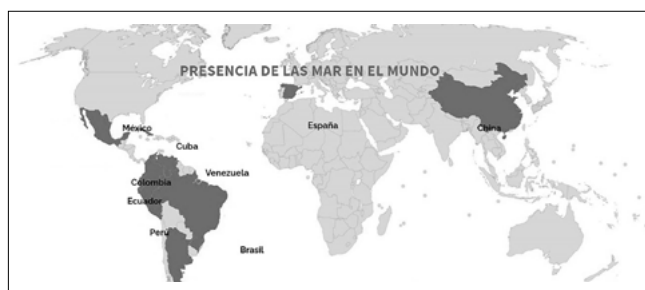 PRESENCIA DE LAS MAR EN EL MUNDO
México
España
China
Cuba
Venezuela
Colombia
Ecuador
Perú
Brasil